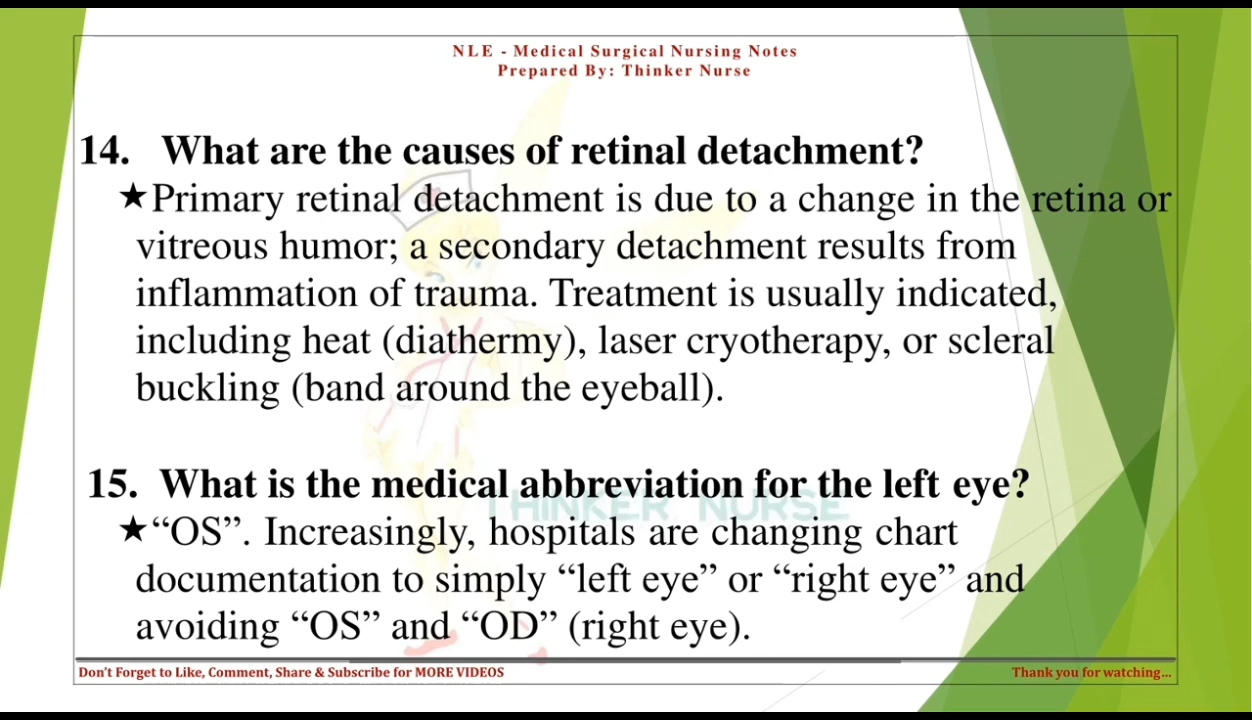 NLE - Medical Surgical Nursing Notes
Prepared By: Thinker Nurse
14. What are the causes of retinal detachment?
★Primary retinal detachment is due to a change in the retina or
vitreous humor; a secondary detachment results from
inflammation of trauma. Treatment is usually indicated,
including heat (diathermy), laser cryotherapy, or scleral
buckling (band around the eyeball).
15. What is the medical abbreviation for the left eye?
THINKER NURSE
★“OS”. Increasingly, hospitals are changing chart
documentation to simply “left eye” or “right eye” and
avoiding “OS” and “OD” (right eye).
Don’t Forget to Like, Comment, Share & Subscribe for MORE VIDEOS
Thank you for watching...